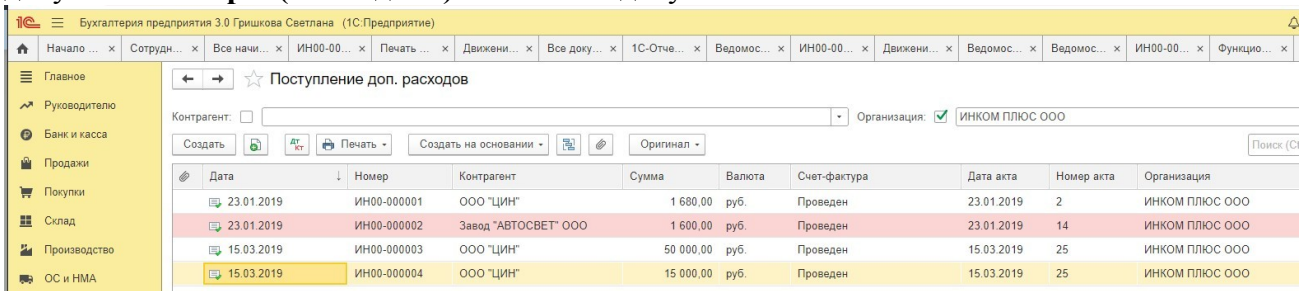 1С Бухгалтерия предприятия 3.0 Гришкова Светлана (1С:Предприятие)
Начало ... × Сотрудн... × Все начи... × ИН00-00... × Печать ... × Движени... × Все доку... × 1С-Отче... × Ведомос... × ИН00-00... × Движени... × Ведомос... × Ведомос... × ИН00-00... × Функцио... ×
Главное
Поступление доп. расходов
Руководителю
Контрагент: Организация: ИНКОМ ПЛЮС ООО
Банк и касса
Создать Дт Кт Печать Создать на основании Оригинал Поиск (Ct
Продажи
Дата ↓ Номер Контрагент Сумма Валюта Счет-фактура Дата акта Номер акта Организация
Покупки
23.01.2019 ИН00-000001 ООО "ЦИН" 1 680,00 руб. Проведен 23.01.2019 2 ИНКОМ ПЛЮС ООО
Склад
23.01.2019 ИН00-000002 Завод "АВТОСВЕТ" ООО 1 600,00 руб. Проведен 23.01.2019 14 ИНКОМ ПЛЮС ООО
Производство
15.03.2019 ИН00-000003 ООО "ЦИН" 50 000,00 руб. Проведен 15.03.2019 25 ИНКОМ ПЛЮС ООО
ОС и НМА
15.03.2019 ИН00-000004 ООО "ЦИН" 15 000,00 руб. Проведен 15.03.2019 25 ИНКОМ ПЛЮС ООО